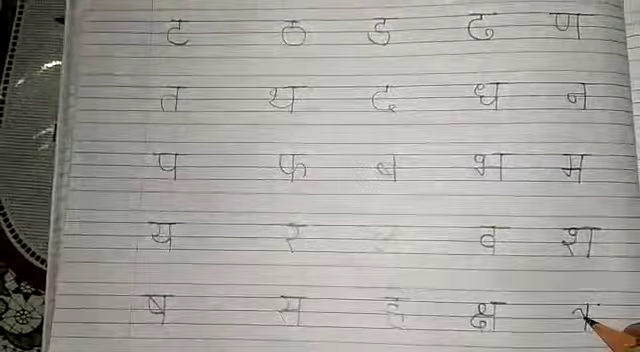 ट ठ ड ढ ण
त थ द ध न
प फ ब भ म
य र व श
ष स ह क्ष